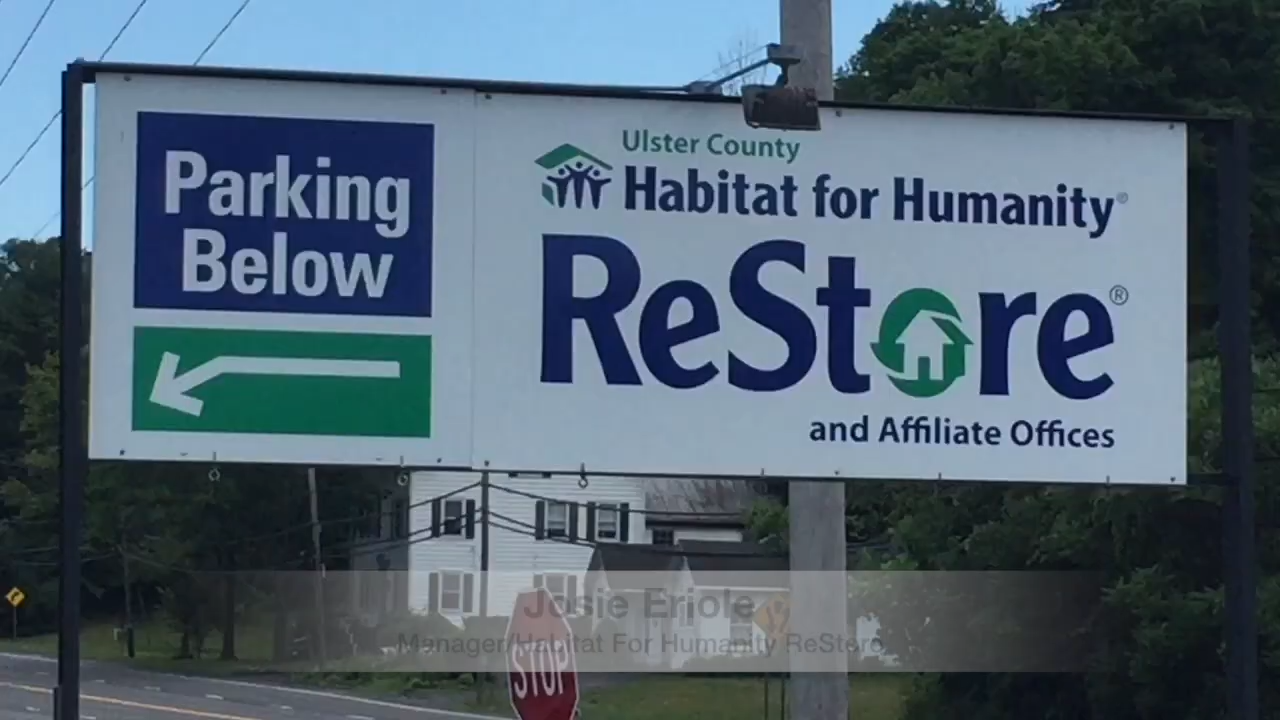 Parking
Below
Ulster County
Habitat for Humanity®
ReStore®
and Affiliate Offices
Josie Eriole
Manager/Habitat For Humanity ReStore
STOP